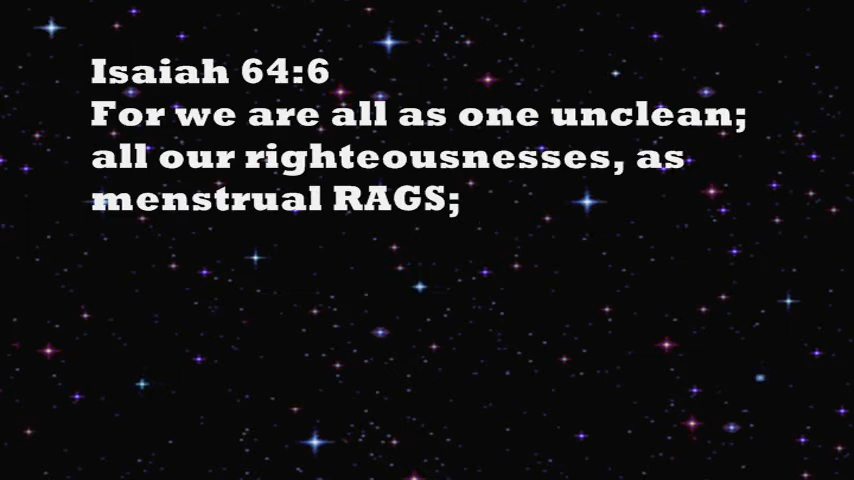 Isaiah 64:6
For we are all as one unclean;
all our righteousnesses, as
menstrual RAGS;